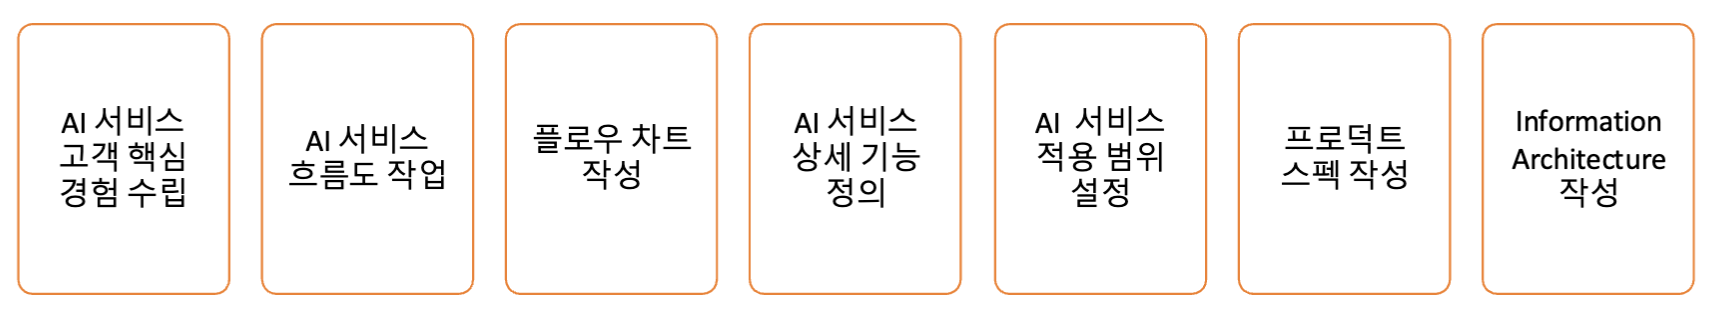 AI 서비스
고객 핵심
경험 수립
AI 서비스
흐름도 작업
플로우 차트
작성
AI 서비스
상세 기능
정의
AI  서비스
적용 범위
설정
프로덕트
스펙 작성
Information
Architecture
작성